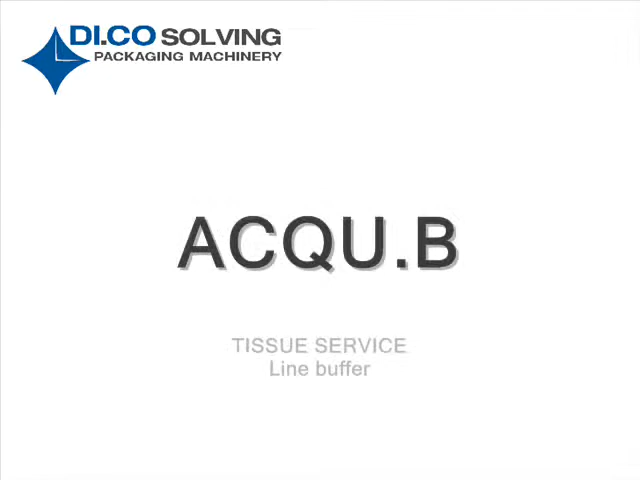 DI.CO SOLVING
PACKAGING MACHINERY
ACQU.B
TISSUE SERVICE
Line buffer